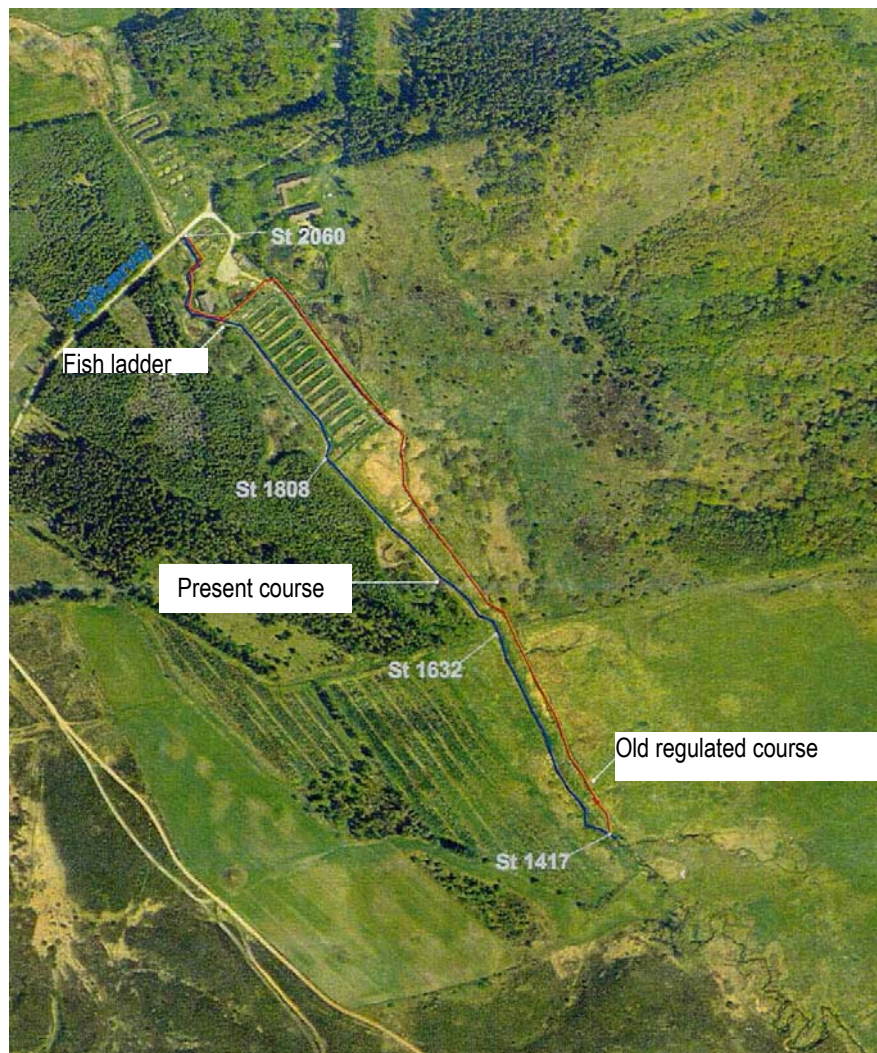 St 2060
Fish ladder
St 1808
Present course
St 1632
Old regulated course
St 1417